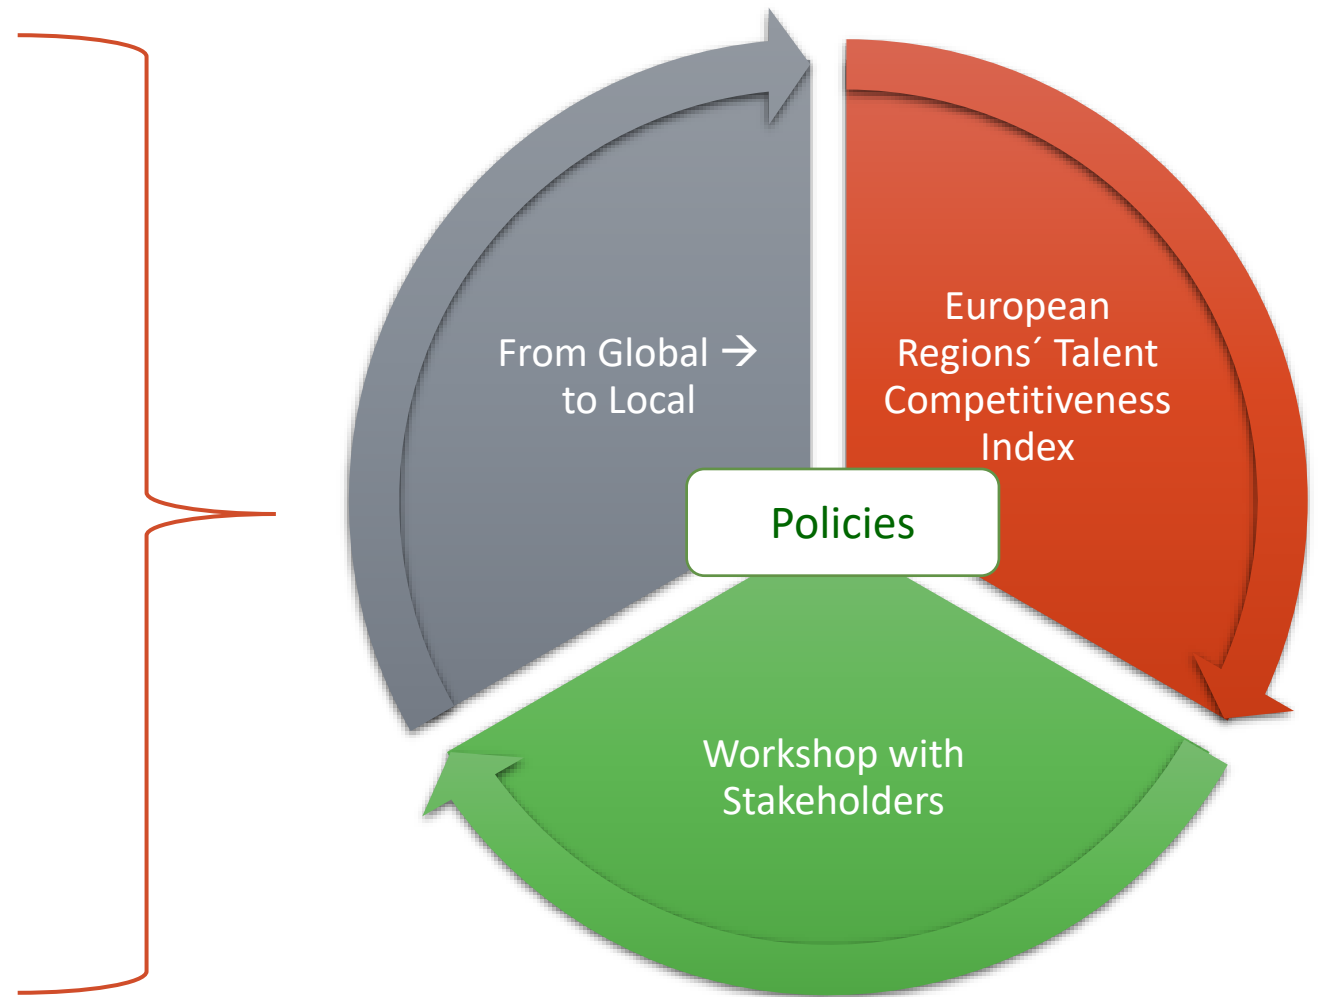 From Global →
to Local
European
Regions´ Talent
Competitiveness
Index
Policies
Workshop with
Stakeholders